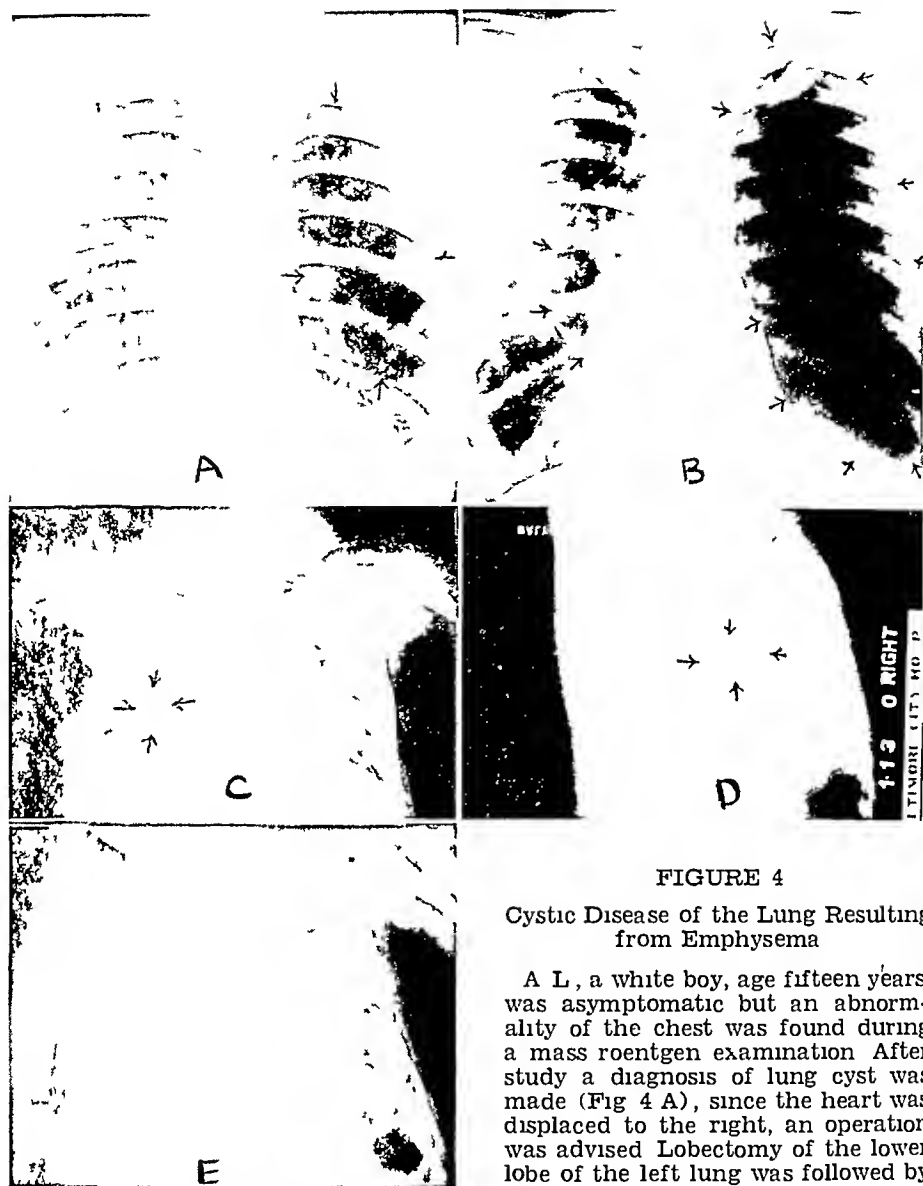 A
B
C
D
1-13 0 RIGHT
E
FIGURE 4
Cystic Disease of the Lung Resulting
from Emphysema
A L, a white boy, age fifteen years
was asymptomatic but an abnorm-
ality of the chest was found during
a mass roentgen examination After
study a diagnosis of lung cyst was
made (Fig 4 A), since the heart was
displaced to the right, an operation
was advised Lobectomy of the lower
lobe of the left lung was followed by